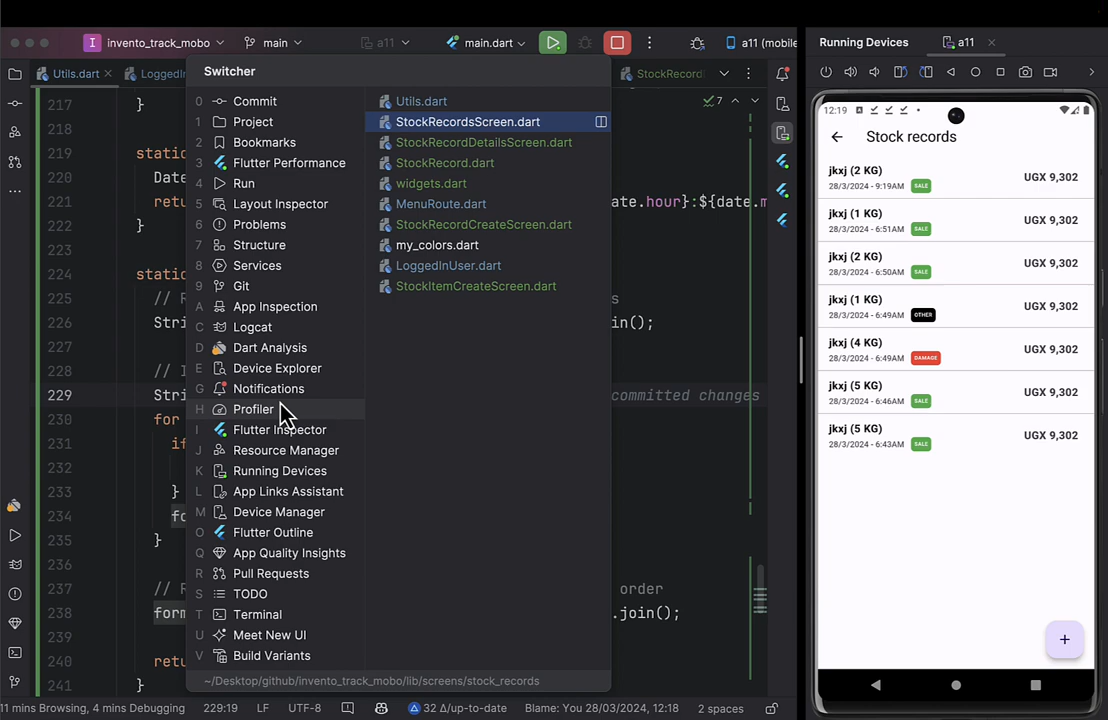 invento_track_mobo
main
a11
main.dart
a11 (mobile
Running Devices
a11
Utils.dart
LoggedIn
StockRecord
Switcher
217 }
218
219 static
220 Date
221 retu
ate.hour}:${date.m
222 }
223
224 static
225 // R
s
226 Stri
in();
227
228 // I
229 Stri
committed changes
230 for
231 if
232
233 }
234 fo
235 }
236
237 // R
order
238 form
.join();
239
240 retu
241 }
7
0 Commit
1 Project
2 Bookmarks
3 Flutter Performance
4 Run
5 Layout Inspector
6 Problems
7 Structure
8 Services
9 Git
A App Inspection
C Logcat
D Dart Analysis
E Device Explorer
G Notifications
H Profiler
I Flutter Inspector
J Resource Manager
K Running Devices
L App Links Assistant
M Device Manager
O Flutter Outline
Q App Quality Insights
R Pull Requests
S TODO
T Terminal
U Meet New UI
V Build Variants
Utils.dart
StockRecordsScreen.dart
StockRecordDetailsScreen.dart
StockRecord.dart
widgets.dart
MenuRoute.dart
StockRecordCreateScreen.dart
my_colors.dart
LoggedInUser.dart
StockItemCreateScreen.dart
~/Desktop/github/invento_track_mobo/lib/screens/stock_records
11 mins Browsing, 4 mins Debugging
229:19
LF
UTF-8
32 Δ/up-to-date
Blame: You 28/03/2024, 12:18
2 spaces
12:19
Stock records
jkxj (2 KG)
28/3/2024 - 9:19AM SALE
UGX 9,302
jkxj (1 KG)
28/3/2024 - 6:51AM SALE
UGX 9,302
jkxj (2 KG)
28/3/2024 - 6:50AM SALE
UGX 9,302
jkxj (1 KG)
28/3/2024 - 6:49AM OTHER
UGX 9,302
jkxj (4 KG)
28/3/2024 - 6:49AM DAMAGE
UGX 9,302
jkxj (5 KG)
28/3/2024 - 6:46AM SALE
UGX 9,302
jkxj (5 KG)
28/3/2024 - 6:43AM SALE
UGX 9,302
+